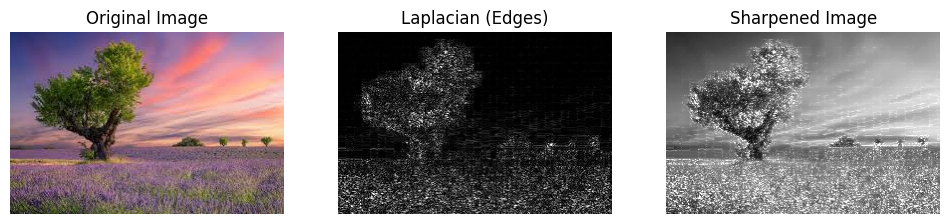 Original Image
Laplacian (Edges)
Sharpened Image